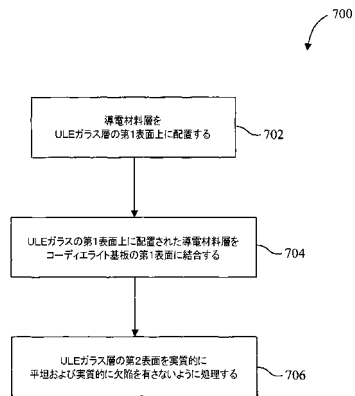 700
導電材料層を
ULEガラス層の第1表面上に配置する
702
ULEガラスの第1表面上に配置された導電材料層を
コーディエライト基板の第1表面に結合する
704
ULEガラス層の第2表面を実質的に
平坦および実質的に欠陥を有さないように処理する
706